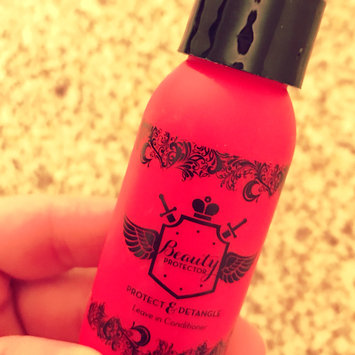 Beauty
PROTECTOR
PROTECT & DETANGLE
Leave in Conditioner